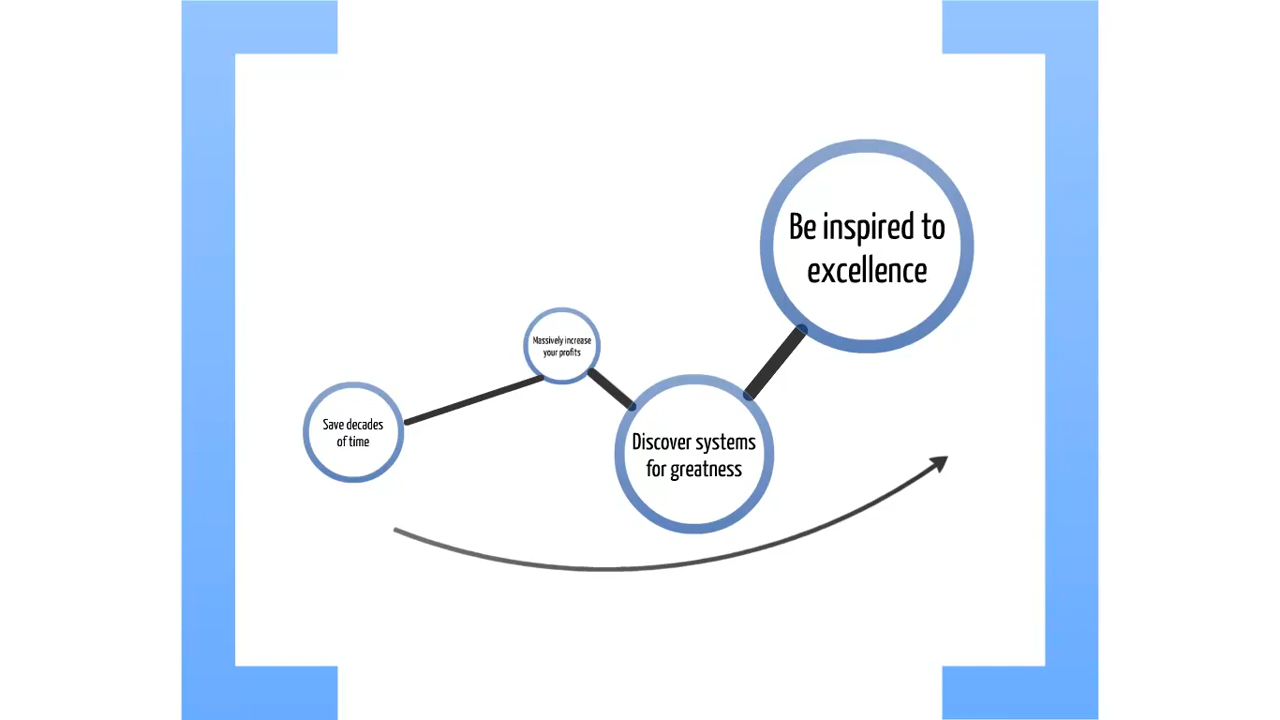 Save decades
of time
Massively increase
your profits
Discover systems
for greatness
Be inspired to
excellence